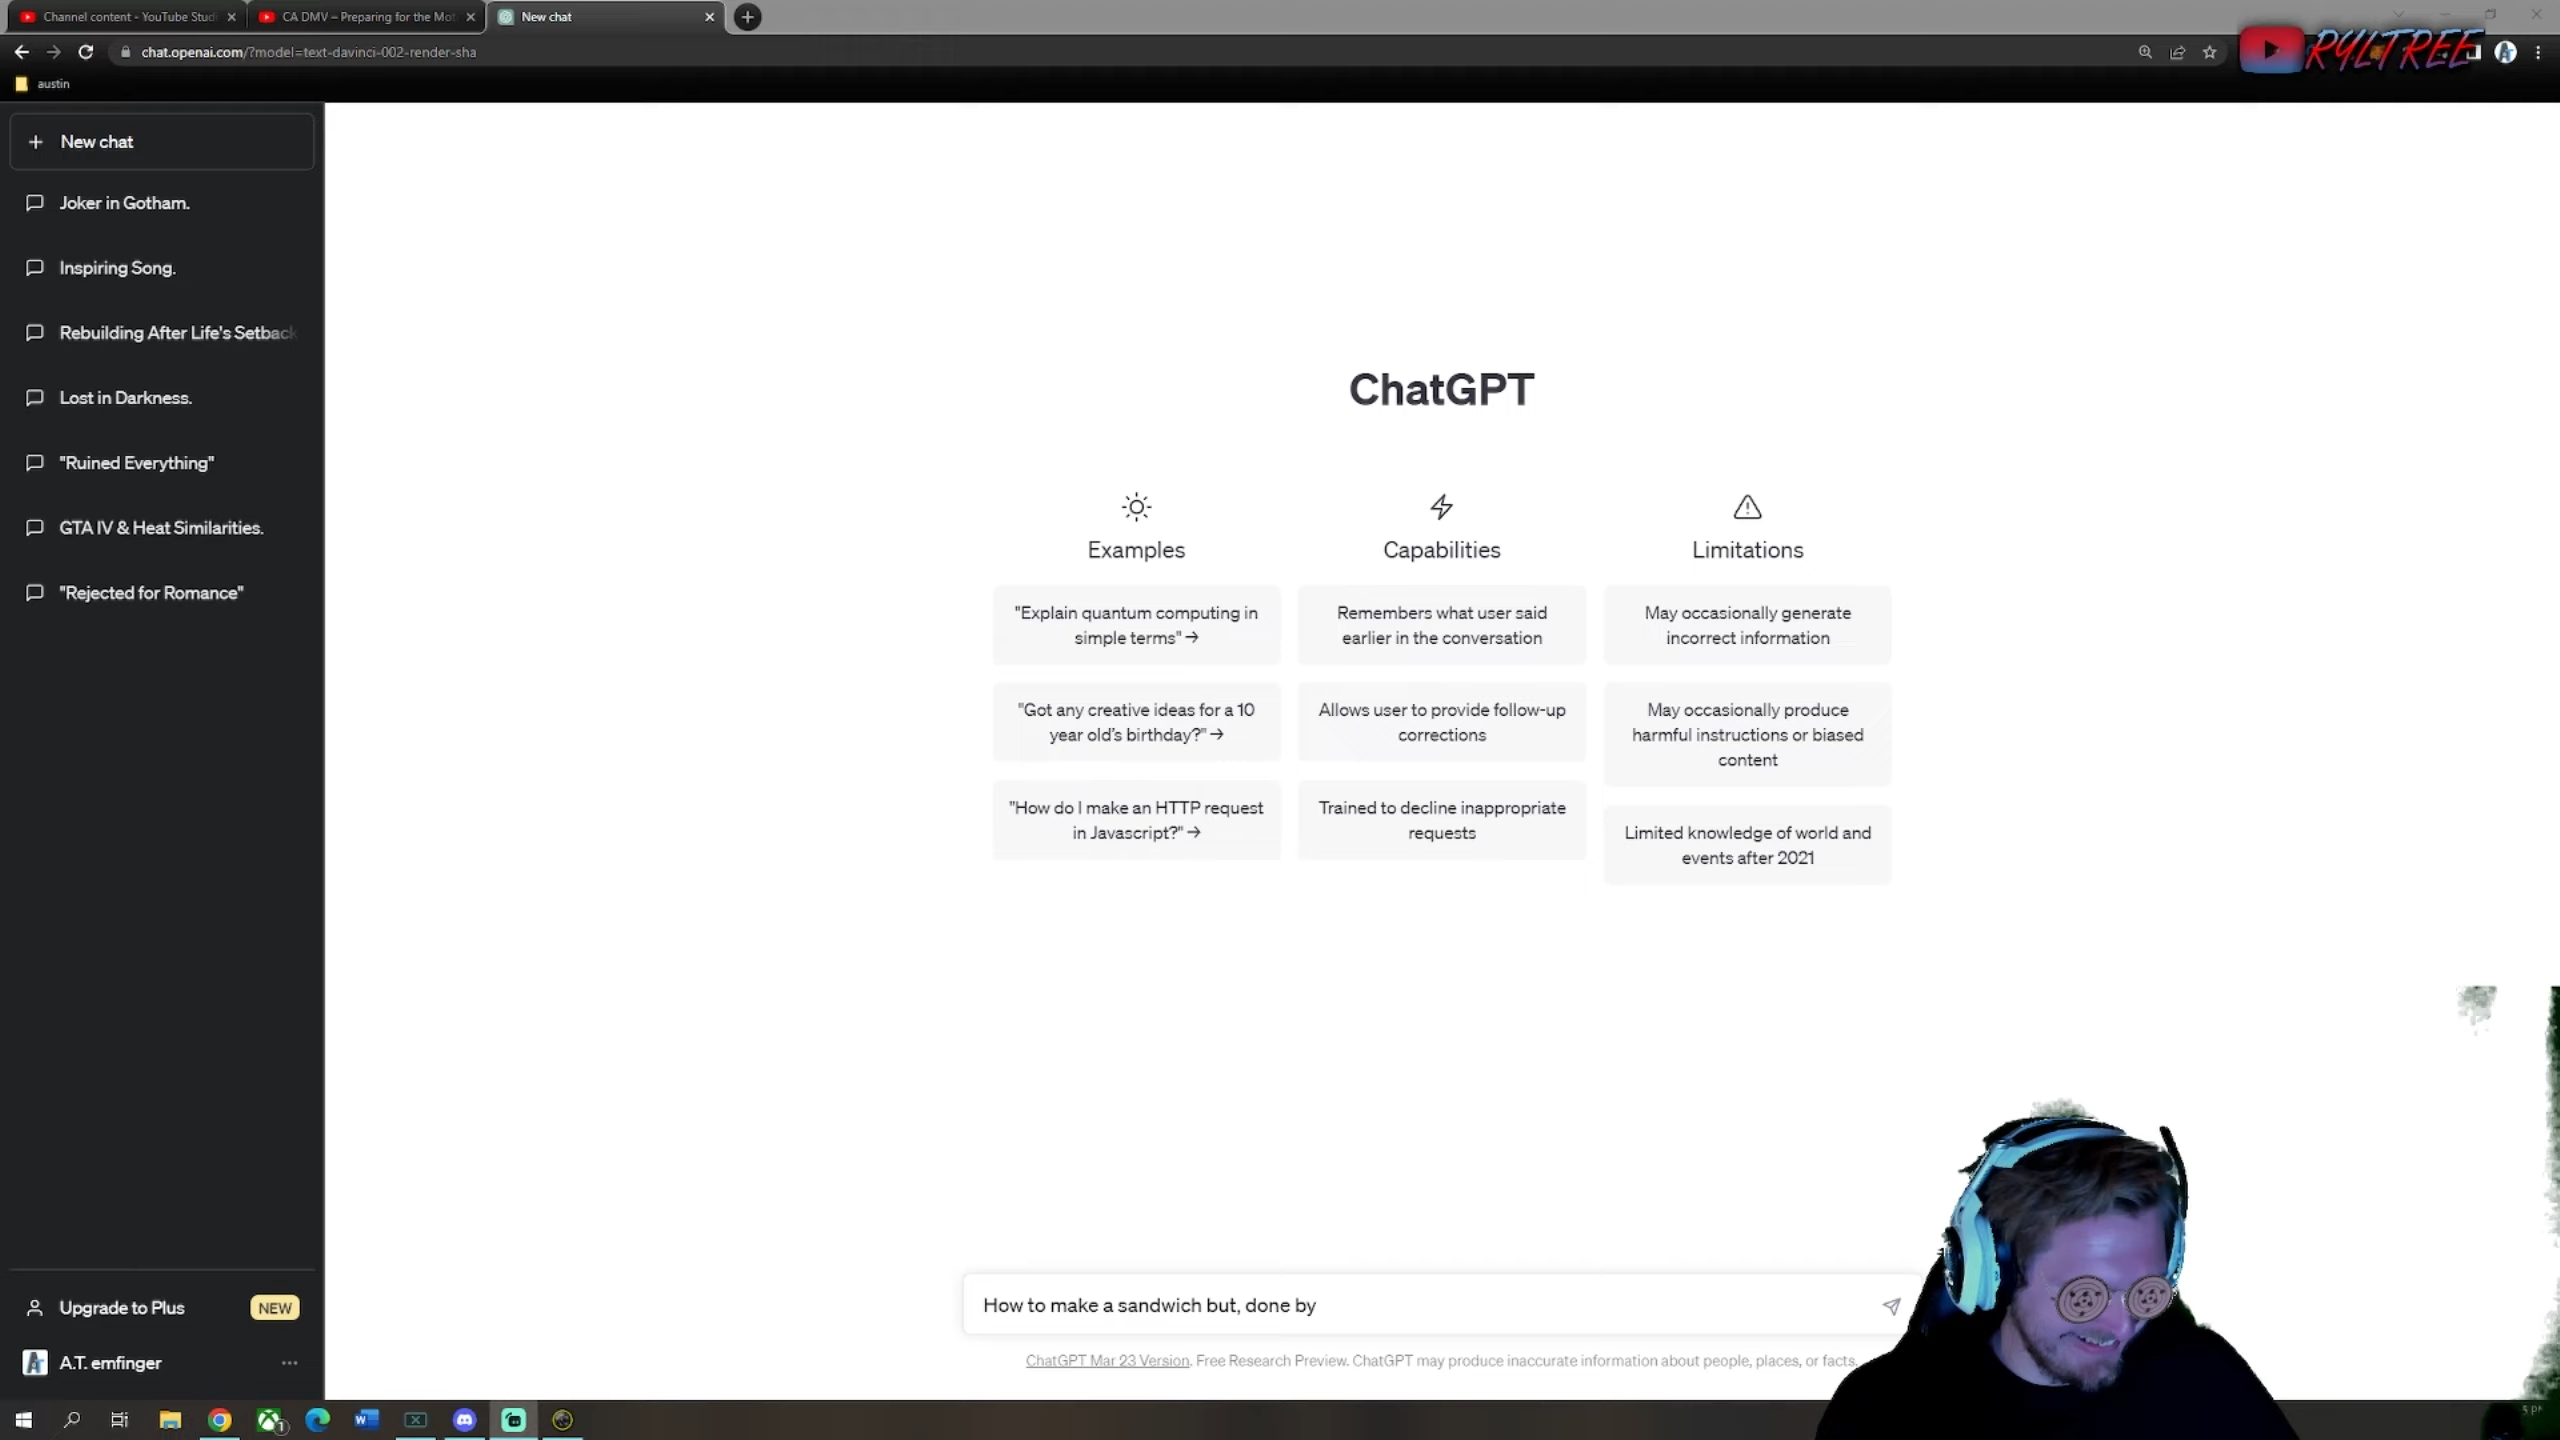 Channel content - YouTube Stud
CA DMV – Preparing for the Mot
New chat
chat.openai.com/?model=text-davinci-002-render-sha
RYLTREE
austin
New chat
Joker in Gotham.
Inspiring Song.
Rebuilding After Life's Setback
Lost in Darkness.
"Ruined Everything"
GTA IV & Heat Similarities.
"Rejected for Romance"
Upgrade to Plus
NEW
A.T. emfinger
ChatGPT
Examples
"Explain quantum computing in
simple terms" →
"Got any creative ideas for a 10
year old's birthday?" →
"How do I make an HTTP request
in Javascript?" →
Capabilities
Remembers what user said
earlier in the conversation
Allows user to provide follow-up
corrections
Trained to decline inappropriate
requests
Limitations
May occasionally generate
incorrect information
May occasionally produce
harmful instructions or biased
content
Limited knowledge of world and
events after 2021
How to make a sandwich but, done by
ChatGPT Mar 23 Version. Free Research Preview. ChatGPT may produce inaccurate information about people, places, or facts.
1